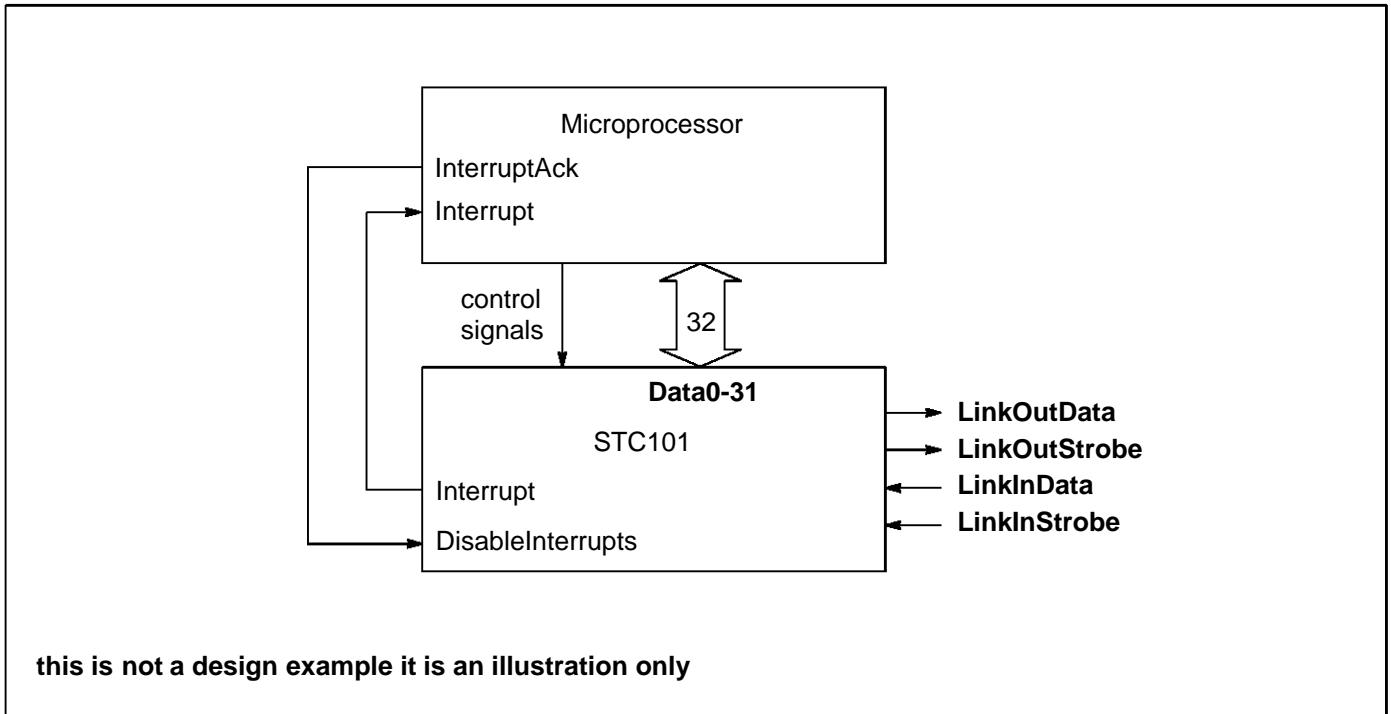 Microprocessor
InterruptAck
Interrupt
control
signals
32
Data0-31
STC101
Interrupt
DisableInterrupts
LinkOutData
LinkOutStrobe
LinkInData
LinkInStrobe
this is not a design example it is an illustration only